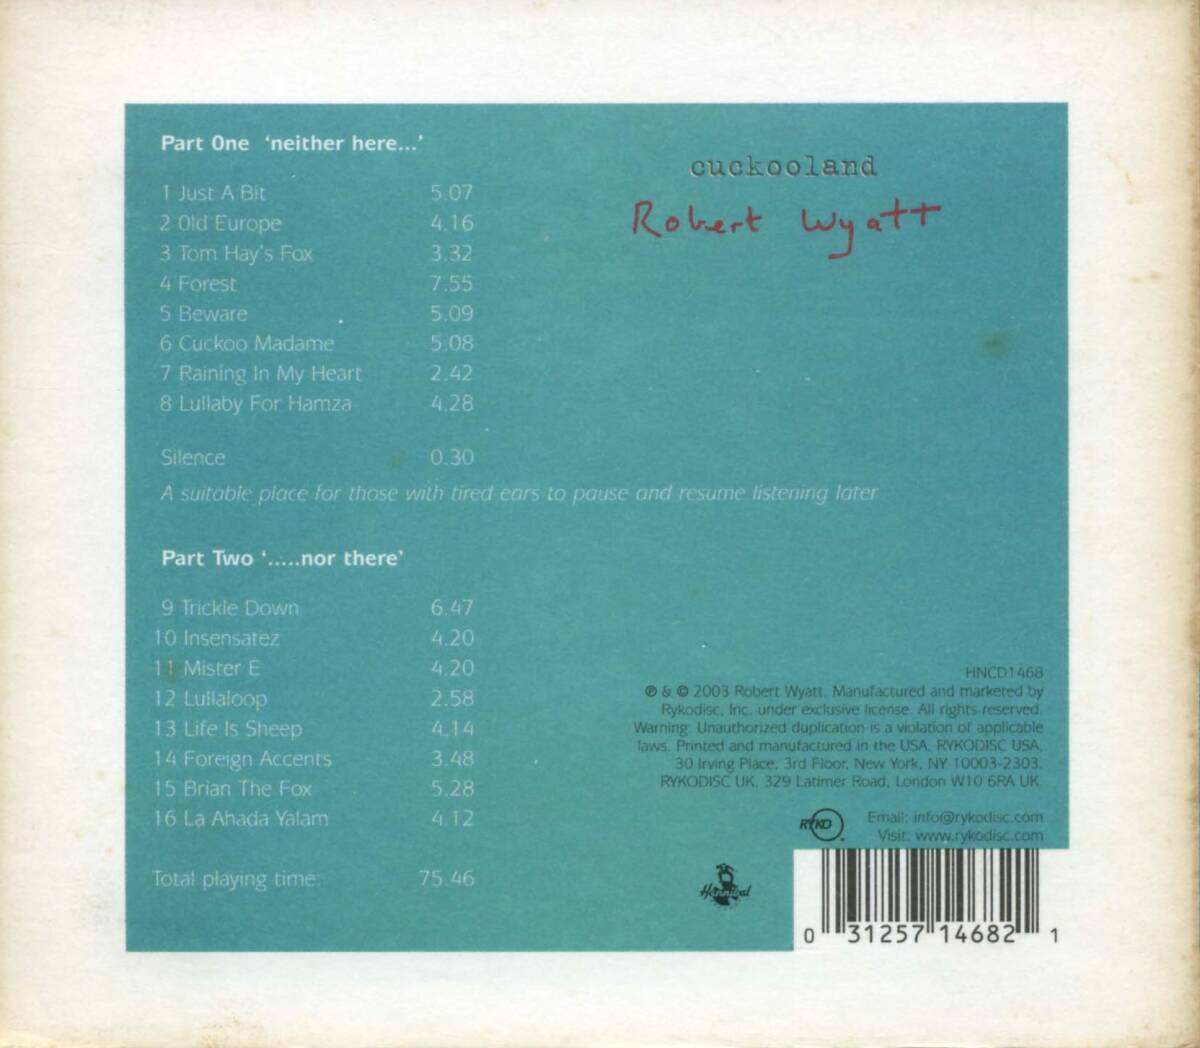 Part One 'neither here...'
1 Just A Bit 5.07
2 Old Europe 4.16
3 Tom Hay's Fox 3.32
4 Forest 7.55
5 Beware 5.09
6 Cuckoo Madame 5.08
7 Raining In My Heart 2.42
8 Lullaby For Hamza 4.28
Silence 0.30
A suitable place for those with tired ears to pause and resume listening later
Part Two '.....nor there'
9 Trickle Down 6.47
10 Insensatez 4.20
11 Mister E 4.20
12 Lullaloop 2.58
13 Life Is Sheep 4.14
14 Foreign Accents 3.48
15 Brian The Fox 5.28
16 La Ahada Yalam 4.12
Total playing time: 75.46
cuckooland
Robert Wyatt
HNCD1468
℗ & © 2003 Robert Wyatt. Manufactured and marketed by
Rykodisc, Inc. under exclusive license. All rights reserved.
Warning: Unauthorized duplication is a violation of applicable
laws. Printed and manufactured in the USA. RYKODISC USA,
30 Irving Place, 3rd Floor, New York, NY 10003-2303.
RYKODISC UK, 329 Latimer Road, London W10 6RA UK
RYKO
Email: info@rykodisc.com
Visit: www.rykodisc.com
Hannibal
0 31257 14682 1